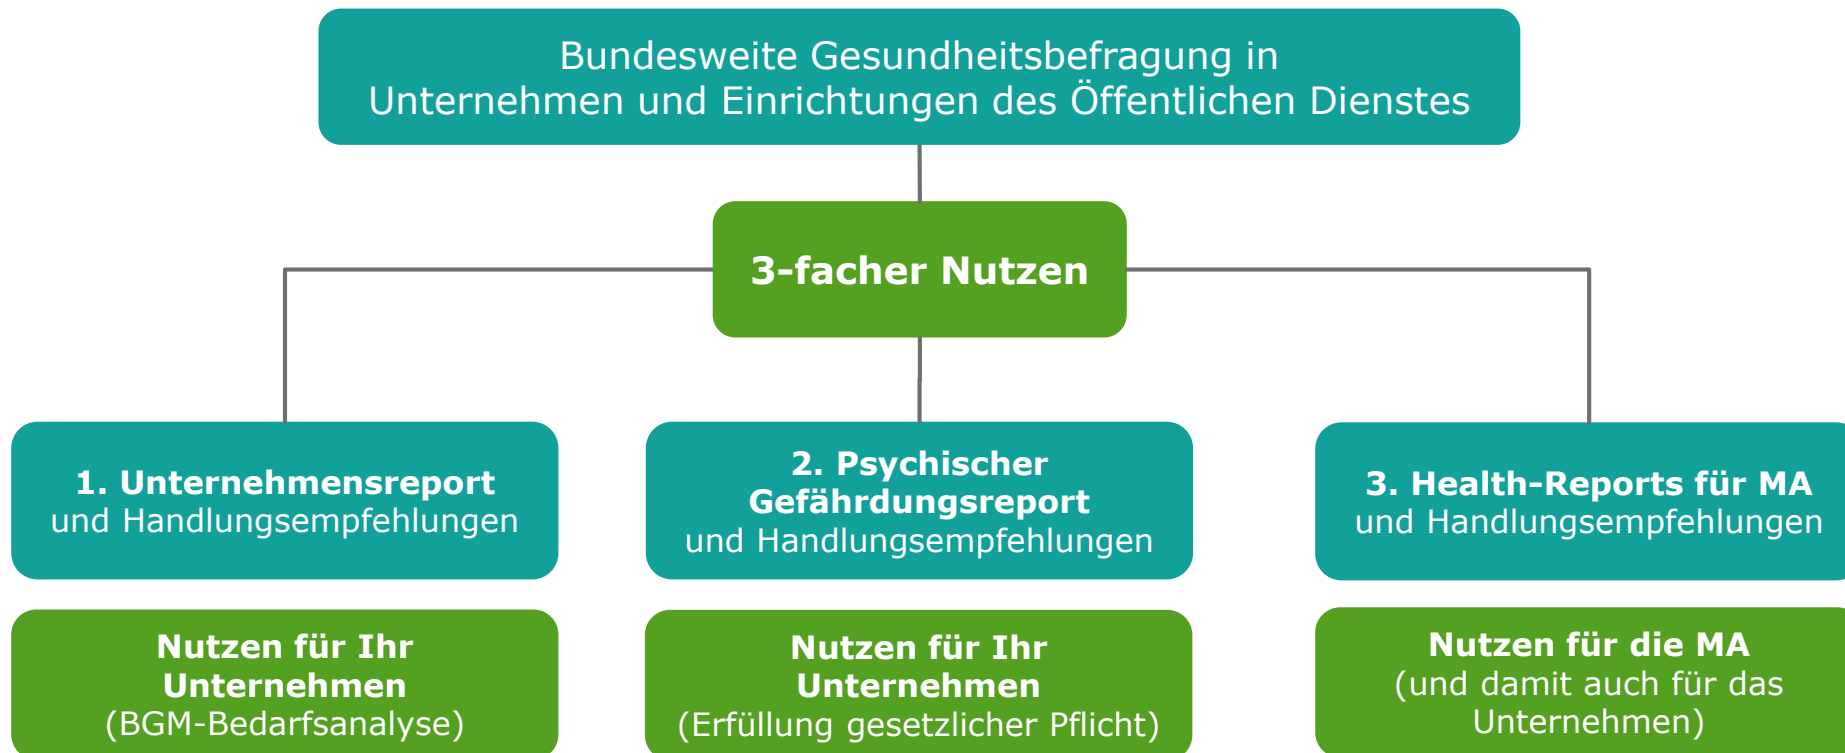 Bundesweite Gesundheitsbefragung in
Unternehmen und Einrichtungen des Öffentlichen Dienstes
3-facher Nutzen
1. Unternehmensreport
und Handlungsempfehlungen
2. Psychischer
Gefährdungsreport
und Handlungsempfehlungen
3. Health-Reports für MA
und Handlungsempfehlungen
Nutzen für Ihr
Unternehmen
(BGM-Bedarfsanalyse)
Nutzen für Ihr
Unternehmen
(Erfüllung gesetzlicher Pflicht)
Nutzen für die MA
(und damit auch für das
Unternehmen)